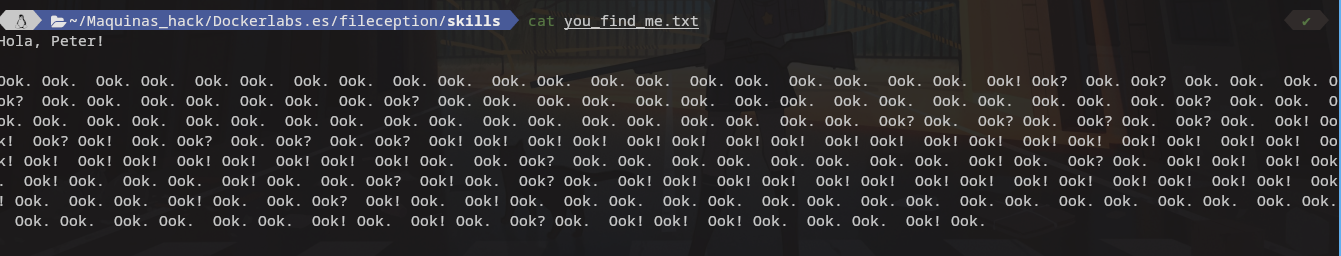 ~/Maquinas_hack/Dockerlabs.es/fileception/skills cat you_find_me.txt ✔
Hola, Peter!
Ook. Ook.  Ook. Ook.  Ook. Ook.  Ook. Ook.  Ook. Ook.  Ook. Ook.  Ook. Ook.  Ook. Ook.  Ook. Ook.  Ook. Ook.  Ook! Ook?  Ook. Ook?  Ook. Ook.  Ook. O
ok?  Ook. Ook.  Ook. Ook.  Ook. Ook.  Ook. Ook?  Ook. Ook.  Ook. Ook.  Ook. Ook.  Ook. Ook.  Ook. Ook.  Ook. Ook.  Ook. Ook.  Ook. Ook?  Ook. Ook.  O
ok. Ook.  Ook. Ook.  Ook. Ook.  Ook. Ook.  Ook. Ook.  Ook. Ook.  Ook. Ook.  Ook. Ook.  Ook. Ook.  Ook? Ook.  Ook? Ook.  Ook? Ook.  Ook? Ook.  Ook! Oo
k!  Ook? Ook!  Ook. Ook?  Ook. Ook?  Ook. Ook?  Ook! Ook!  Ook! Ook!  Ook! Ook!  Ook! Ook!  Ook! Ook!  Ook! Ook!  Ook! Ook!  Ook! Ook!  Ook! Ook!  Oo
k! Ook!  Ook! Ook!  Ook! Ook!  Ook! Ook!  Ook! Ook.  Ook. Ook?  Ook. Ook.  Ook. Ook.  Ook. Ook.  Ook. Ook.  Ook! Ook.  Ook? Ook.  Ook! Ook!  Ook! Ook
.  Ook! Ook.  Ook. Ook.  Ook! Ook.  Ook. Ook?  Ook! Ook.  Ook? Ook.  Ook! Ook!  Ook! Ook!  Ook! Ook!  Ook! Ook!  Ook! Ook!  Ook! Ook!  Ook! Ook!  Ook
! Ook.  Ook. Ook.  Ook! Ook.  Ook. Ook?  Ook! Ook.  Ook! Ook.  Ook. Ook.  Ook. Ook.  Ook. Ook.  Ook. Ook.  Ook. Ook.  Ook. Ook.  Ook. Ook.  Ook. Ook.
Ook. Ook.  Ook. Ook.  Ook. Ook.  Ook! Ook.  Ook! Ook.  Ook? Ook.  Ook! Ook!  Ook! Ook.  Ook. Ook.  Ook! Ook.